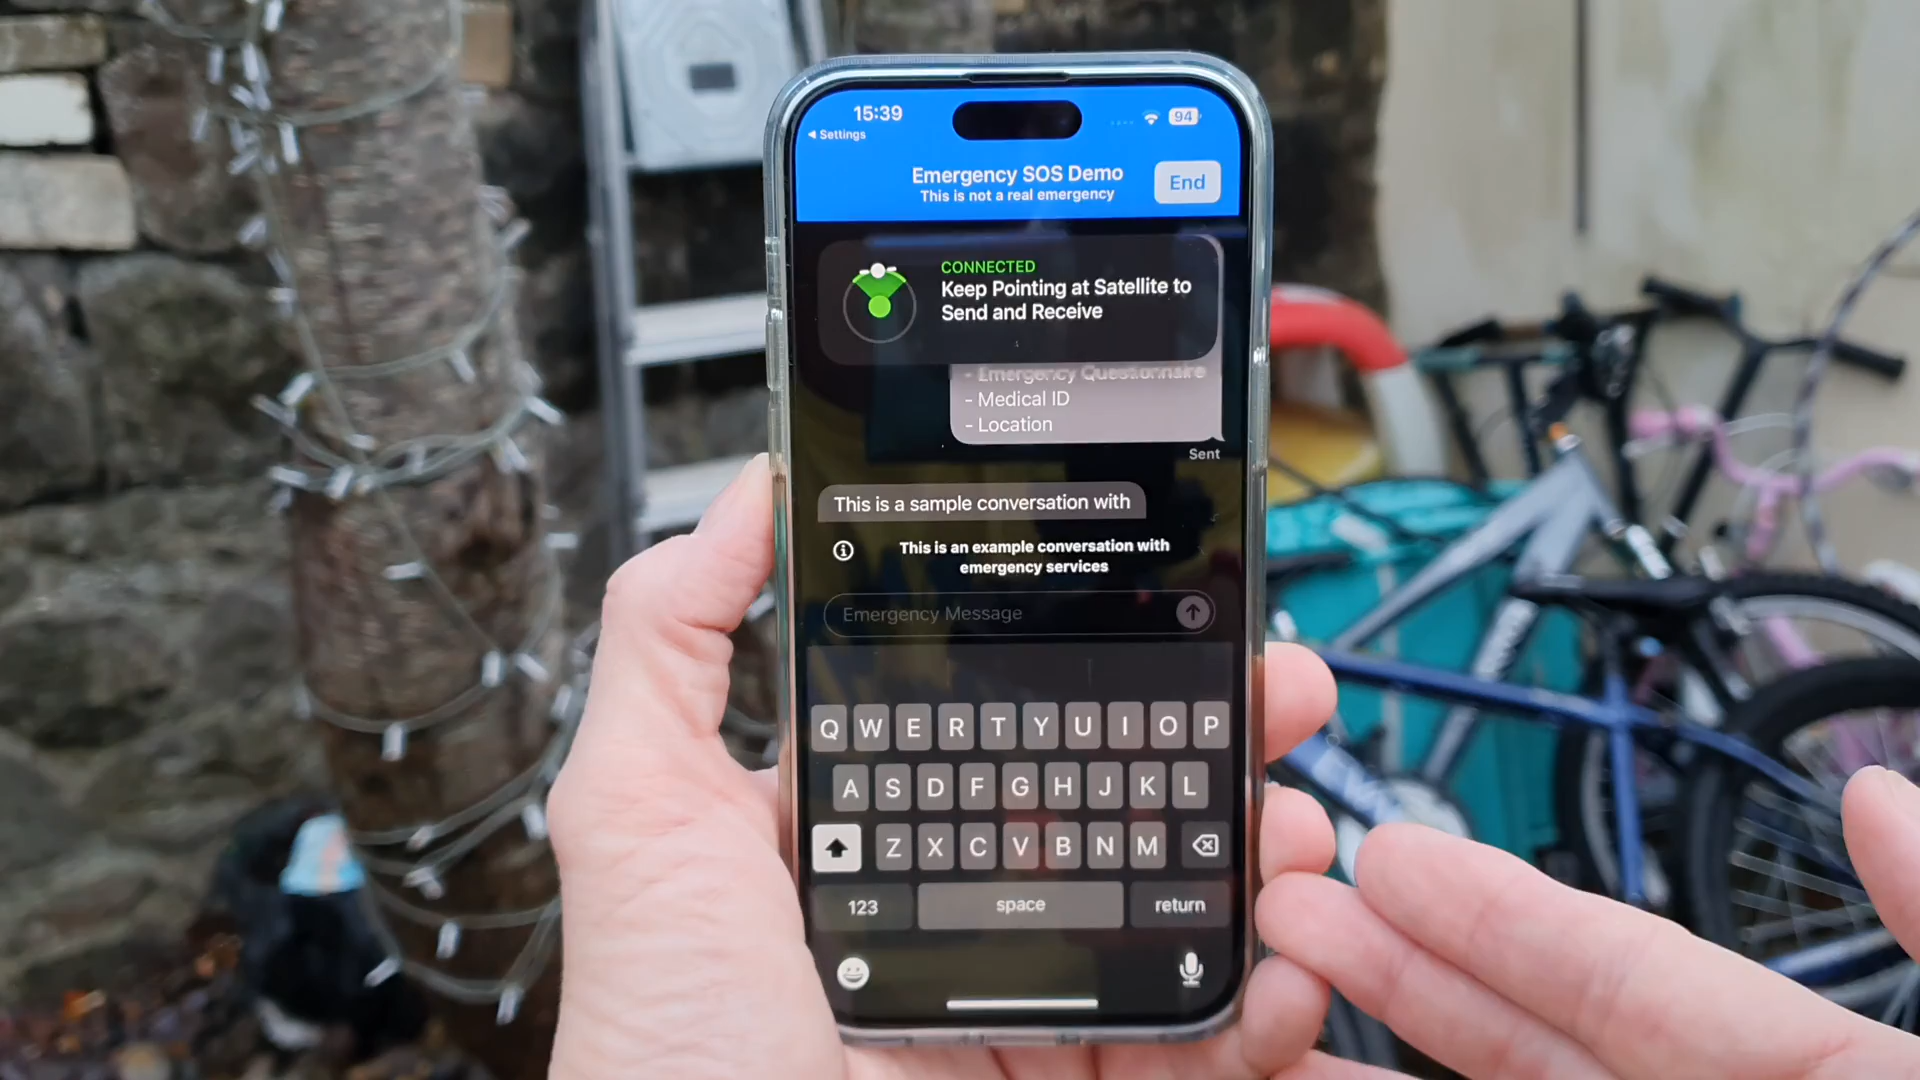 15:39
94
◀ Settings
Emergency SOS Demo
This is not a real emergency
End
CONNECTED
Keep Pointing at Satellite to
Send and Receive
- Emergency Questionnaire
- Medical ID
- Location
Sent
This is a sample conversation with
This is an example conversation with
emergency services
Emergency Message
Q W E R T Y U I O P
A S D F G H J K L
Z X C V B N M
123 space return